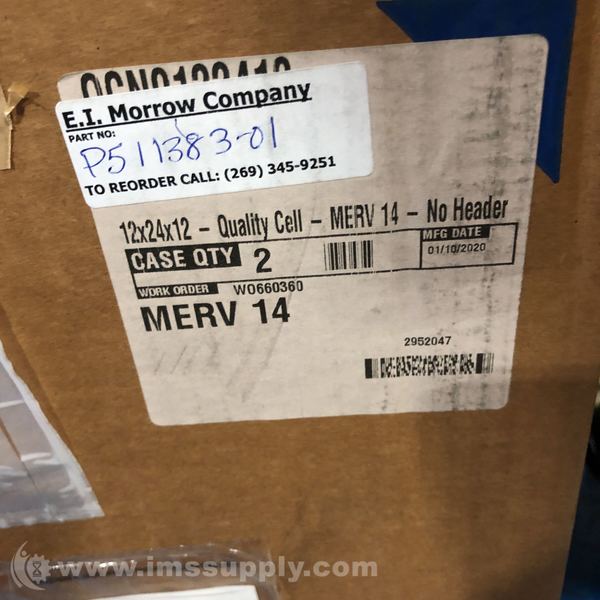 E.I. Morrow Company
PART NO:
P511383-01
TO REORDER CALL: (269) 345-9251
12x24x12 - Quality Cell - MERV 14 - No Header
CASE QTY 2
MFG DATE
01/10/2020
WORK ORDER WO660360
MERV 14
2952047
www.imssupply.com